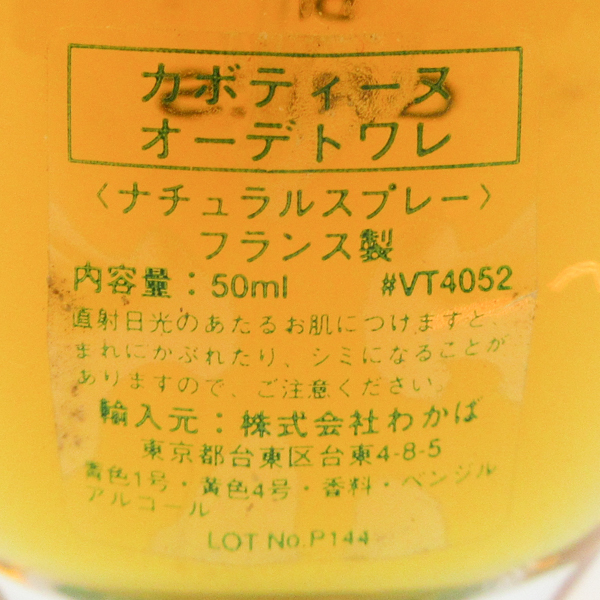 カボティーヌ
オーデトワレ
〈ナチュラルスプレー〉
フランス製
内容量：50ml #VT4052
直射日光のあたるお肌につけますと、
まれにかぶれたり、シミになることが
ありますので、ご注意ください
輸入元：株式会社わかば
東京都台東区台東4-8-5
青色1号・黄色4号・香料・ベンジル
アルコール
LOT No.P144